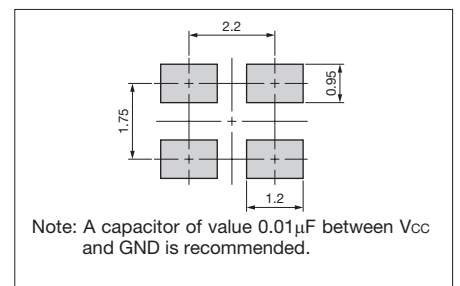 2.2
0.95
1.75
1.2
Note: A capacitor of value 0.01μF between Vcc
and GND is recommended.